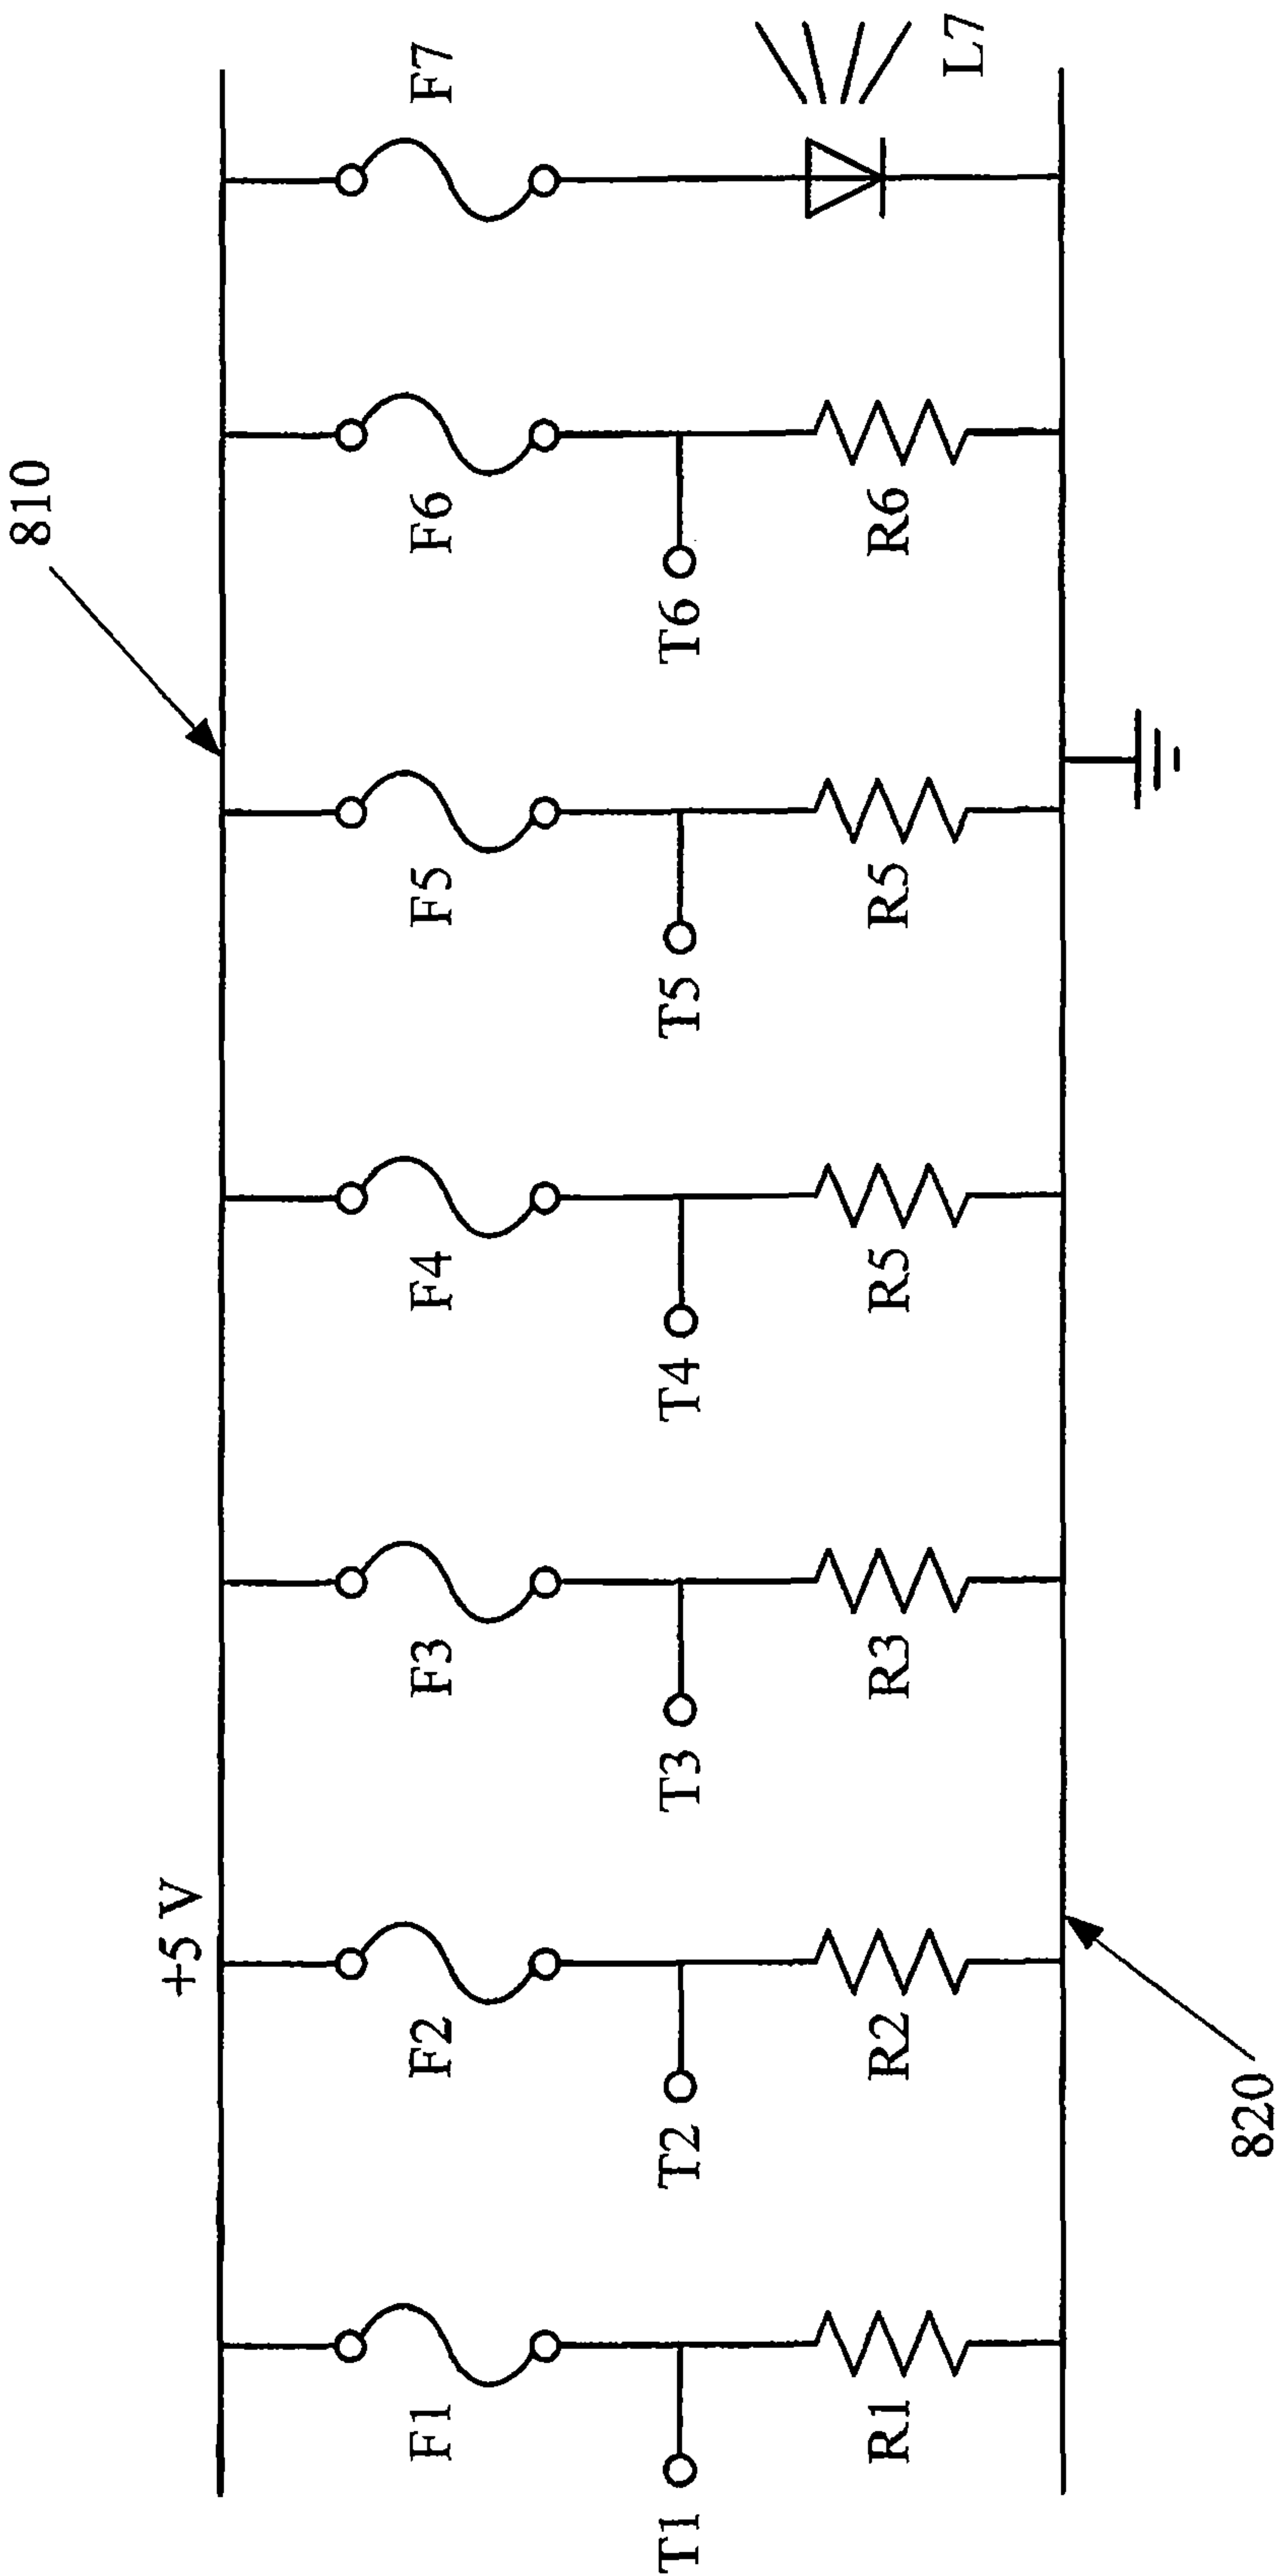 810
+5 V
F1 F2 F3 F4 F5 F6 F7
T1 T2 T3 T4 T5 T6
R1 R2 R3 R5 R5 R6
L7
820